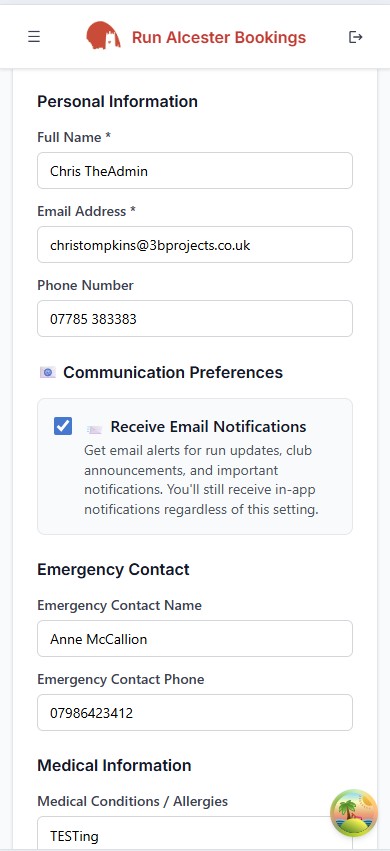 Run Alcester Bookings
Personal Information
Full Name *
Chris TheAdmin
Email Address *
christompkins@3bprojects.co.uk
Phone Number
07785 383383
Communication Preferences
Receive Email Notifications
Get email alerts for run updates, club
announcements, and important
notifications. You'll still receive in-app
notifications regardless of this setting.
Emergency Contact
Emergency Contact Name
Anne McCallion
Emergency Contact Phone
07986423412
Medical Information
Medical Conditions / Allergies
TESTing